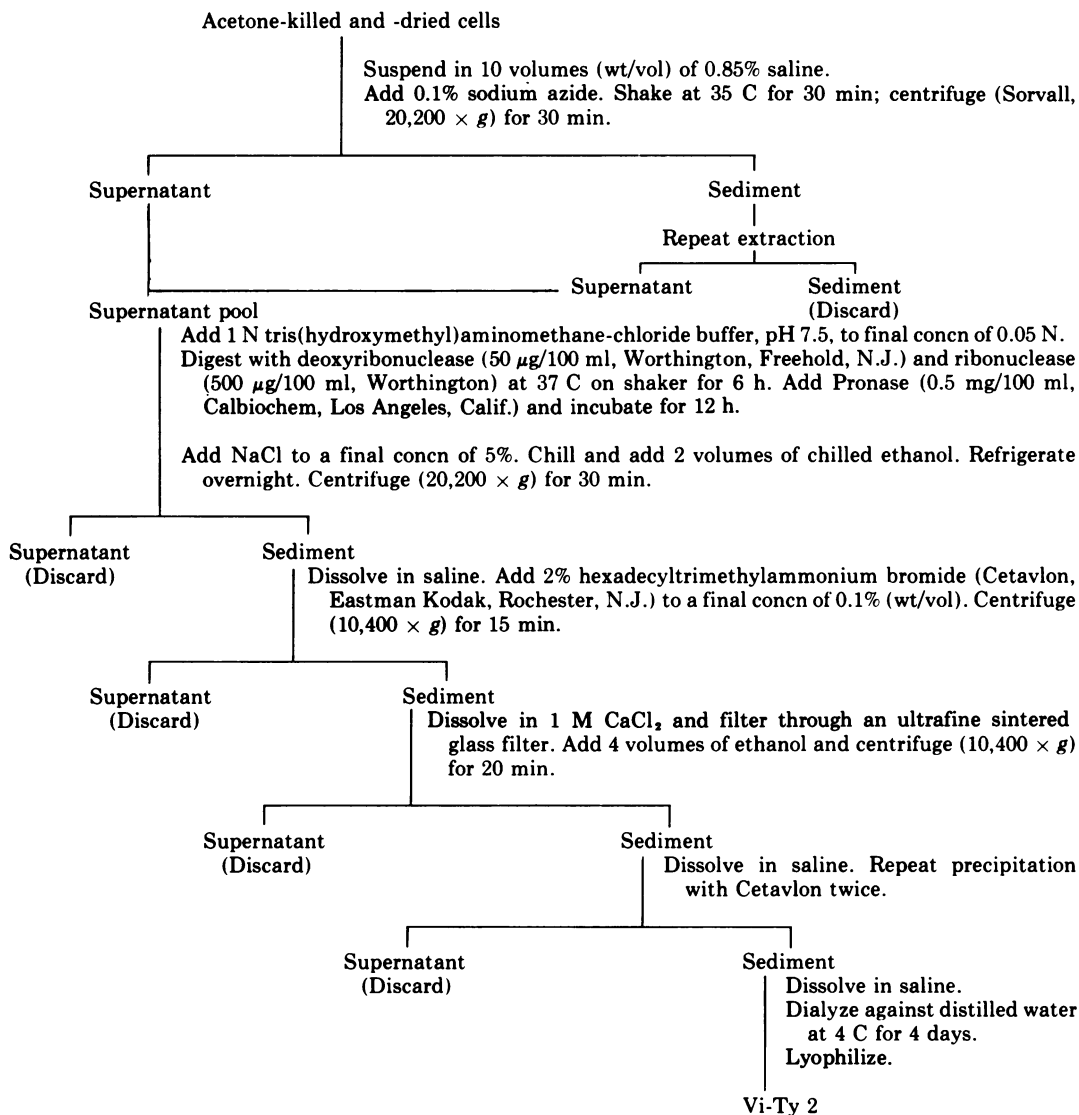 Acetone-killed and -dried cells
Suspend in 10 volumes (wt/vol) of 0.85% saline.
Add 0.1% sodium azide. Shake at 35 C for 30 min; centrifuge (Sorvall,
20,200 × g) for 30 min.
Supernatant
Sediment
Repeat extraction
Supernatant
Sediment
(Discard)
Supernatant pool
Add 1 N tris(hydroxymethyl)aminomethane-chloride buffer, pH 7.5, to final concn of 0.05 N.
Digest with deoxyribonuclease (50 μg/100 ml, Worthington, Freehold, N.J.) and ribonuclease
(500 μg/100 ml, Worthington) at 37 C on shaker for 6 h. Add Pronase (0.5 mg/100 ml,
Calbiochem, Los Angeles, Calif.) and incubate for 12 h.
Add NaCl to a final concn of 5%. Chill and add 2 volumes of chilled ethanol. Refrigerate
overnight. Centrifuge (20,200 × g) for 30 min.
Supernatant
(Discard)
Sediment
Dissolve in saline. Add 2% hexadecyltrimethylammonium bromide (Cetavlon,
Eastman Kodak, Rochester, N.J.) to a final concn of 0.1% (wt/vol). Centrifuge
(10,400 × g) for 15 min.
Supernatant
(Discard)
Sediment
Dissolve in 1 M CaCl₂ and filter through an ultrafine sintered
glass filter. Add 4 volumes of ethanol and centrifuge (10,400 × g)
for 20 min.
Supernatant
(Discard)
Sediment
Dissolve in saline. Repeat precipitation
with Cetavlon twice.
Supernatant
(Discard)
Sediment
Dissolve in saline.
Dialyze against distilled water
at 4 C for 4 days.
Lyophilize.
Vi-Ty 2